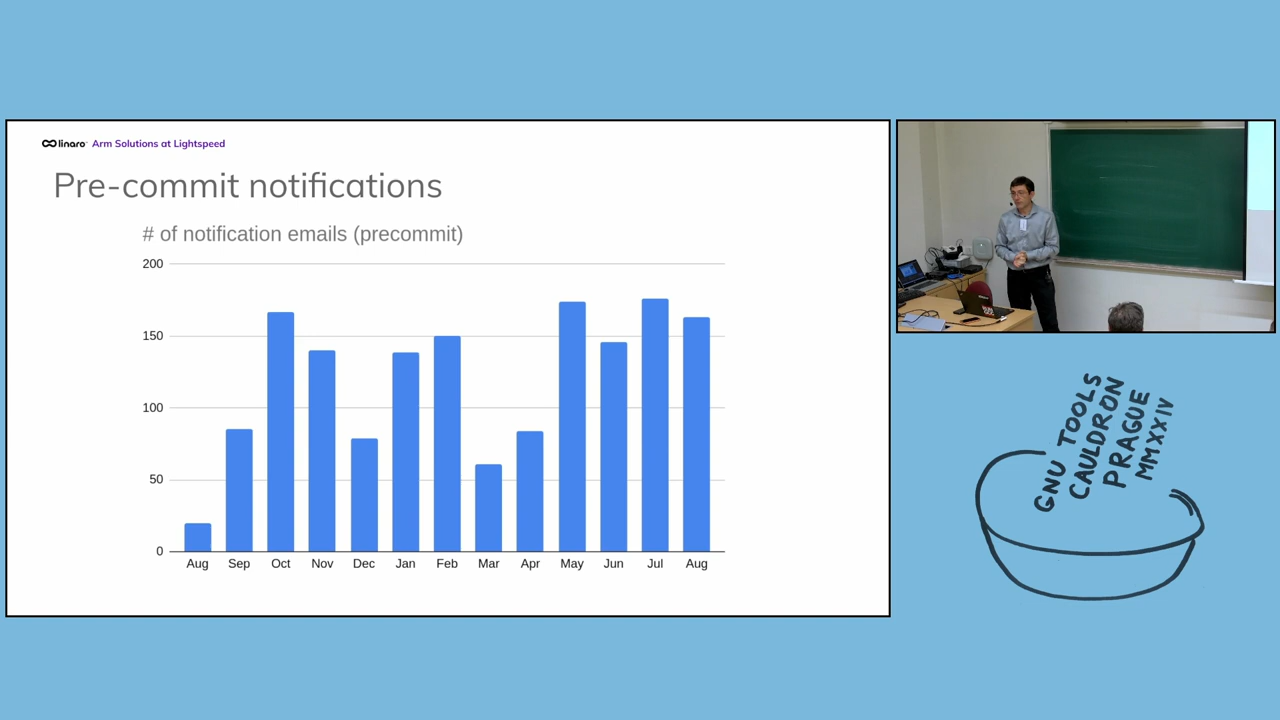 linaro Arm Solutions at Lightspeed
Pre-commit notifications
# of notification emails (precommit)
200
150
100
50
0
Aug Sep Oct Nov Dec Jan Feb Mar Apr May Jun Jul Aug
GNU TOOLS
CAULDRON
PRAGUE
MMXXIV